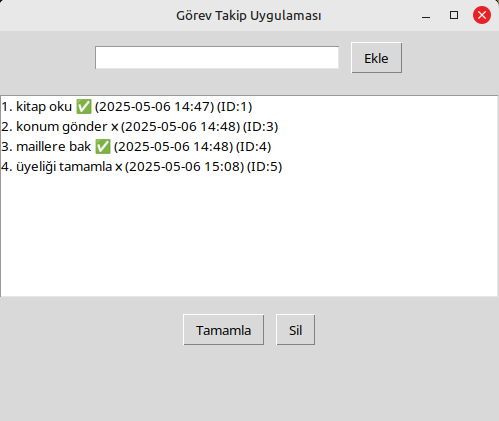 Görev Takip Uygulaması
Ekle
1. kitap oku ✅ (2025-05-06 14:47) (ID:1)
2. konum gönder x (2025-05-06 14:48) (ID:3)
3. maillere bak ✅ (2025-05-06 14:48) (ID:4)
4. üyeliği tamamla x (2025-05-06 15:08) (ID:5)
Tamamla Sil